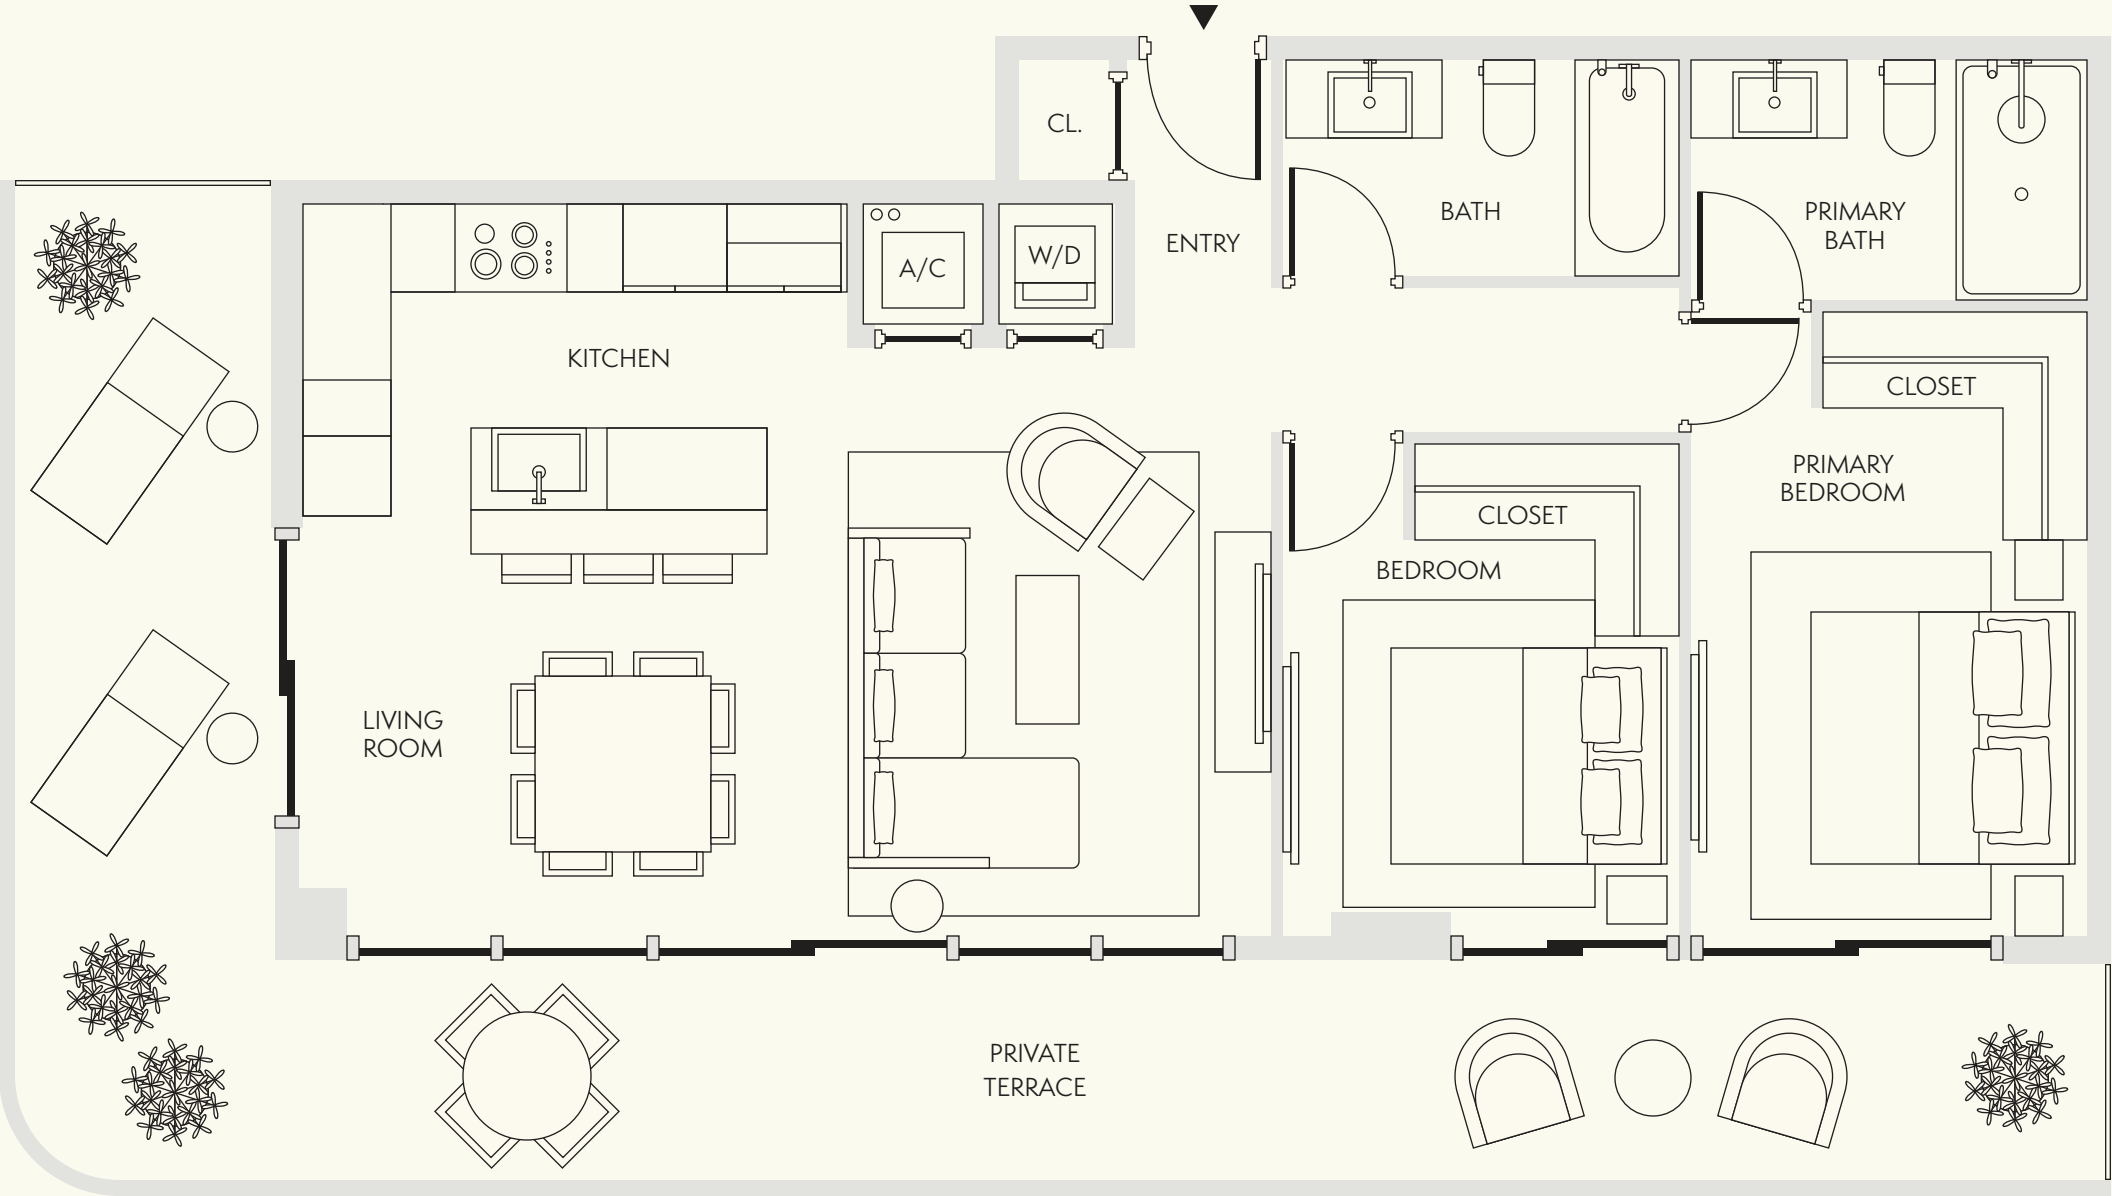 CL.
ENTRY
BATH
PRIMARY
BATH
A/C
W/D
KITCHEN
CLOSET
PRIMARY
BEDROOM
CLOSET
BEDROOM
LIVING
ROOM
PRIVATE
TERRACE